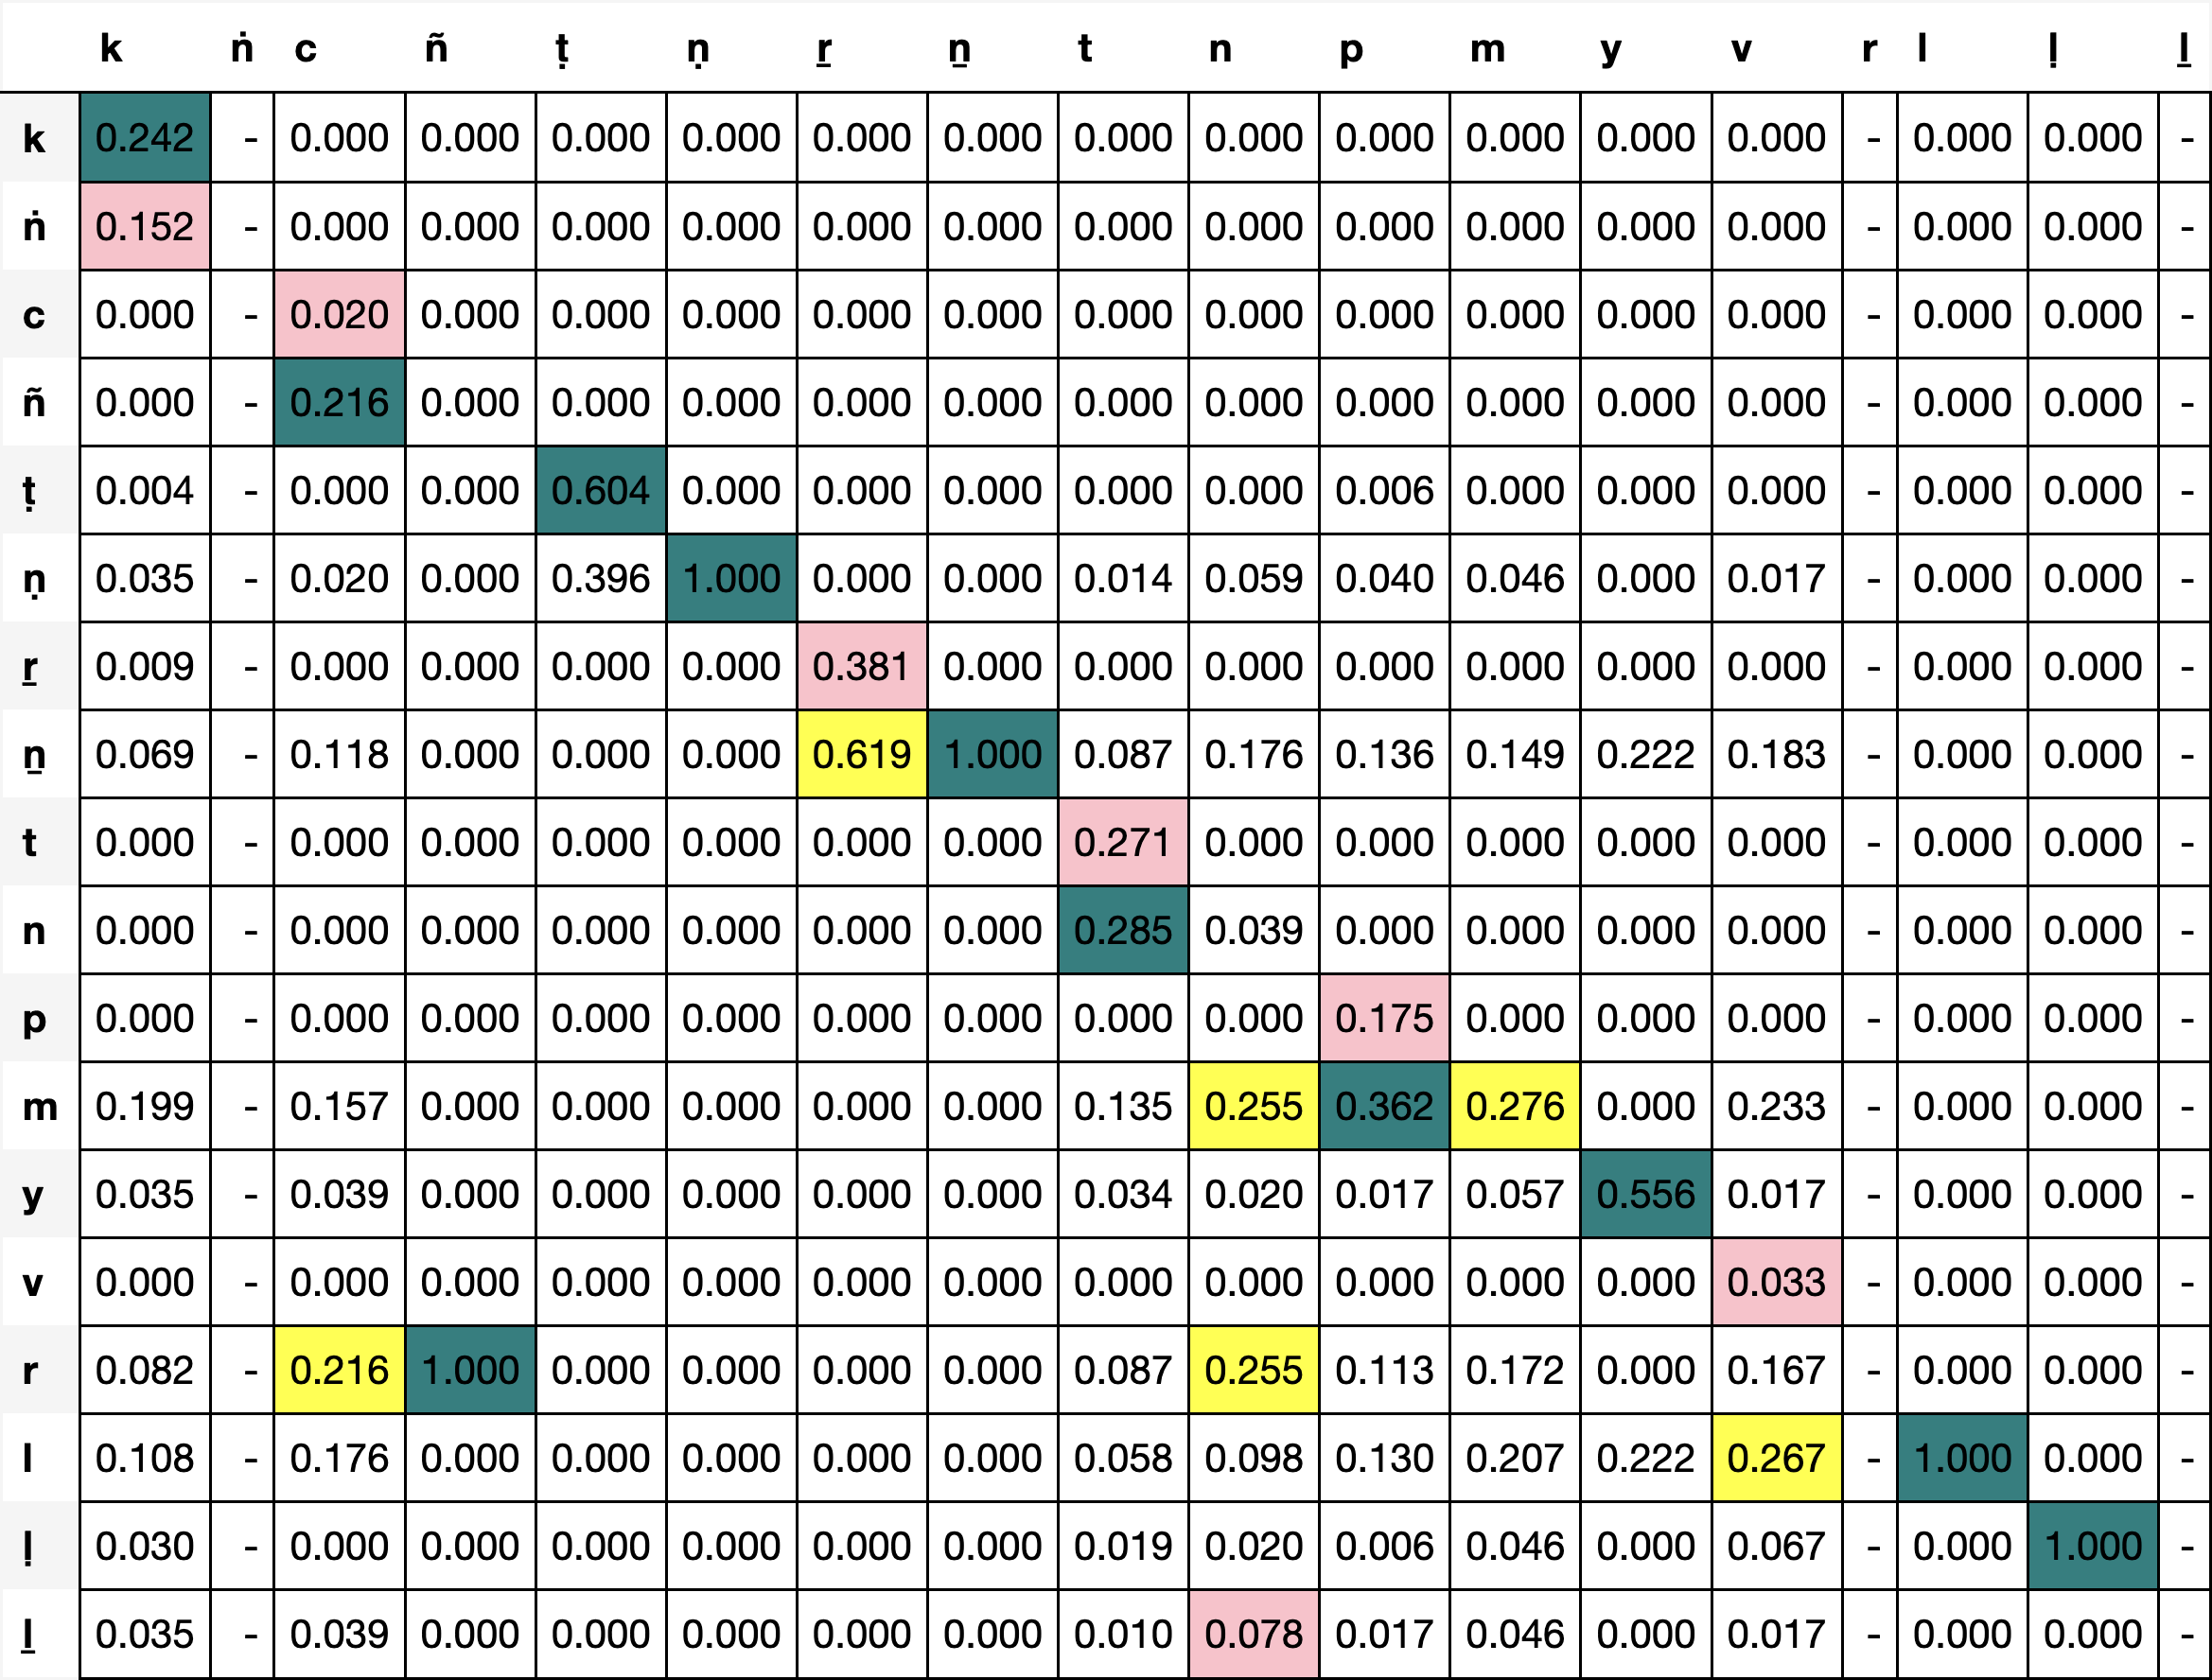 k ṅ c ñ ṭ ṇ ṟ ṉ t n p m y v r l ḷ ḻ
k 0.242 - 0.000 0.000 0.000 0.000 0.000 0.000 0.000 0.000 0.000 0.000 0.000 0.000 - 0.000 0.000 -
ṅ 0.152 - 0.000 0.000 0.000 0.000 0.000 0.000 0.000 0.000 0.000 0.000 0.000 0.000 - 0.000 0.000 -
c 0.000 - 0.020 0.000 0.000 0.000 0.000 0.000 0.000 0.000 0.000 0.000 0.000 0.000 - 0.000 0.000 -
ñ 0.000 - 0.216 0.000 0.000 0.000 0.000 0.000 0.000 0.000 0.000 0.000 0.000 0.000 - 0.000 0.000 -
ṭ 0.004 - 0.000 0.000 0.604 0.000 0.000 0.000 0.000 0.000 0.006 0.000 0.000 0.000 - 0.000 0.000 -
ṇ 0.035 - 0.020 0.000 0.396 1.000 0.000 0.000 0.014 0.059 0.040 0.046 0.000 0.017 - 0.000 0.000 -
ṟ 0.009 - 0.000 0.000 0.000 0.000 0.381 0.000 0.000 0.000 0.000 0.000 0.000 0.000 - 0.000 0.000 -
ṉ 0.069 - 0.118 0.000 0.000 0.000 0.619 1.000 0.087 0.176 0.136 0.149 0.222 0.183 - 0.000 0.000 -
t 0.000 - 0.000 0.000 0.000 0.000 0.000 0.000 0.271 0.000 0.000 0.000 0.000 0.000 - 0.000 0.000 -
n 0.000 - 0.000 0.000 0.000 0.000 0.000 0.000 0.285 0.039 0.000 0.000 0.000 0.000 - 0.000 0.000 -
p 0.000 - 0.000 0.000 0.000 0.000 0.000 0.000 0.000 0.000 0.175 0.000 0.000 0.000 - 0.000 0.000 -
m 0.199 - 0.157 0.000 0.000 0.000 0.000 0.000 0.135 0.255 0.362 0.276 0.000 0.233 - 0.000 0.000 -
y 0.035 - 0.039 0.000 0.000 0.000 0.000 0.000 0.034 0.020 0.017 0.057 0.556 0.017 - 0.000 0.000 -
v 0.000 - 0.000 0.000 0.000 0.000 0.000 0.000 0.000 0.000 0.000 0.000 0.000 0.033 - 0.000 0.000 -
r 0.082 - 0.216 1.000 0.000 0.000 0.000 0.000 0.087 0.255 0.113 0.172 0.000 0.167 - 0.000 0.000 -
l 0.108 - 0.176 0.000 0.000 0.000 0.000 0.000 0.058 0.098 0.130 0.207 0.222 0.267 - 1.000 0.000 -
ḷ 0.030 - 0.000 0.000 0.000 0.000 0.000 0.000 0.019 0.020 0.006 0.046 0.000 0.067 - 0.000 1.000 -
ḻ 0.035 - 0.039 0.000 0.000 0.000 0.000 0.000 0.010 0.078 0.017 0.046 0.000 0.017 - 0.000 0.000 -